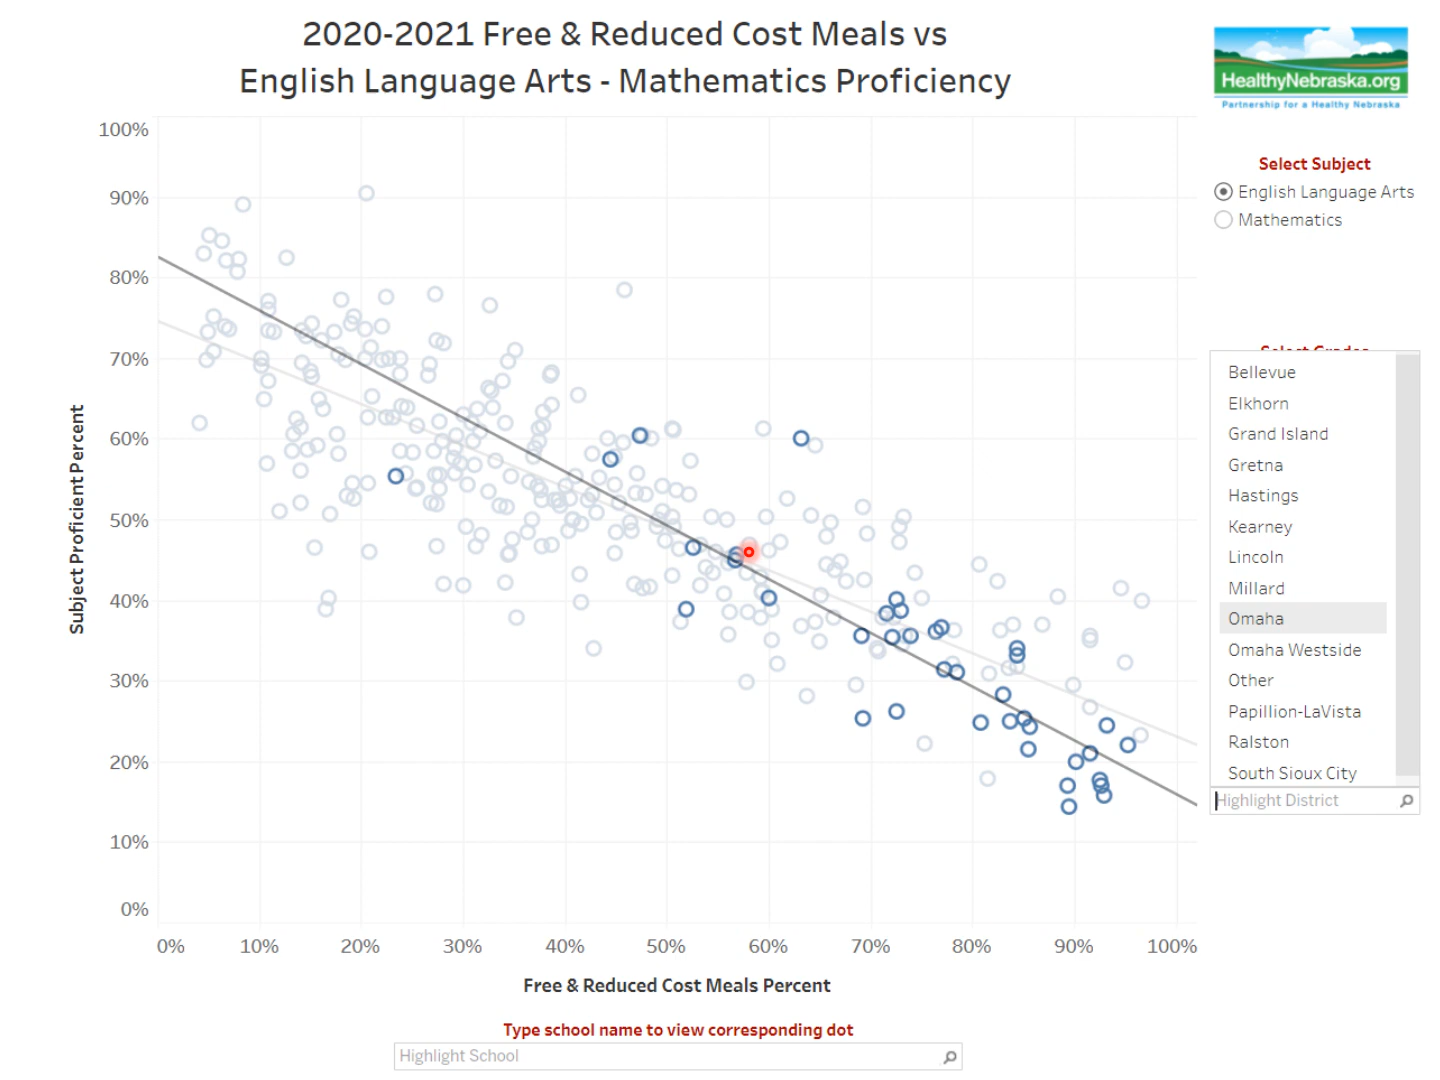 2020-2021 Free & Reduced Cost Meals vs
English Language Arts - Mathematics Proficiency
HealthyNebraska.org
Partnership for a Healthy Nebraska
Select Subject
English Language Arts
Mathematics
Select Grades
Bellevue
Elkhorn
Grand Island
Gretna
Hastings
Kearney
Lincoln
Millard
Omaha
Omaha Westside
Other
Papillion-LaVista
Ralston
South Sioux City
Highlight District
Subject Proficient Percent
100%
90%
80%
70%
60%
50%
40%
30%
20%
10%
0%
0% 10% 20% 30% 40% 50% 60% 70% 80% 90% 100%
Free & Reduced Cost Meals Percent
Type school name to view corresponding dot
Highlight School